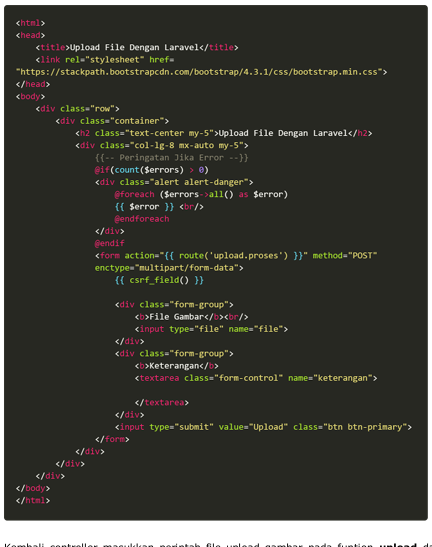 <html>
<head>
<title>Upload File Dengan Laravel</title>
<link rel="stylesheet" href=
"https://stackpath.bootstrapcdn.com/bootstrap/4.3.1/css/bootstrap.min.css">
</head>
<body>
<div class="row">
<div class="container">
<h2 class="text-center my-5">Upload File Dengan Laravel</h2>
<div class="col-lg-8 mx-auto my-5">
{{-- Peringatan Jika Error --}}
@if(count($errors) > 0)
<div class="alert alert-danger">
@foreach ($errors->all() as $error)
{{ $error }} <br/>
@endforeach
</div>
@endif
<form action="{{ route('upload.proses') }}" method="POST"
enctype="multipart/form-data">
{{ csrf_field() }}
<div class="form-group">
<b>File Gambar</b><br/>
<input type="file" name="file">
</div>
<div class="form-group">
<b>Keterangan</b>
<textarea class="form-control" name="keterangan">
</textarea>
</div>
<input type="submit" value="Upload" class="btn btn-primary">
</form>
</div>
</div>
</div>
</body>
</html>
Kembali controller masukkan perintah file upload gambar pada funtion upload